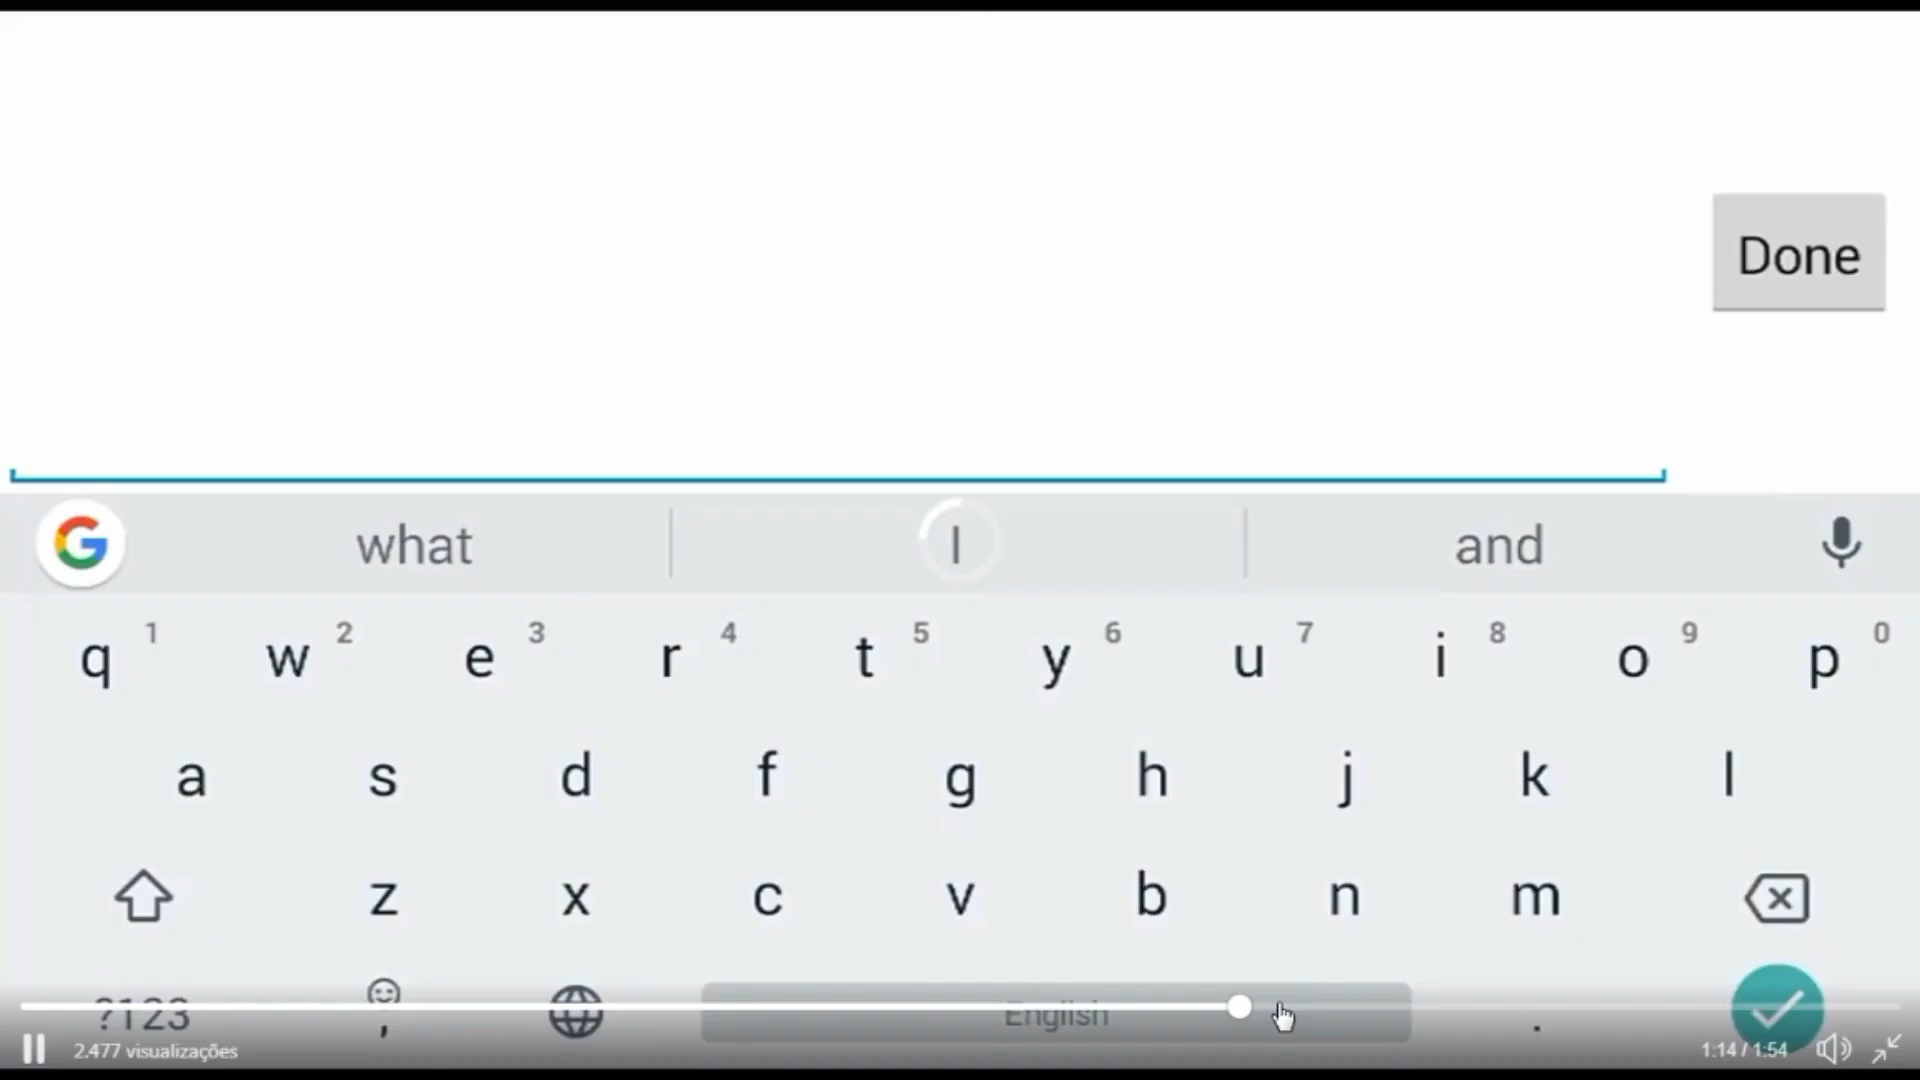 Done
G what I and
q 1 w 2 e 3 r 4 t 5 y 6 u 7 i 8 o 9 p 0
a s d f g h j k l
z x c v b n m
?123 , English .
2.477 visualizações 1:14 / 1:54